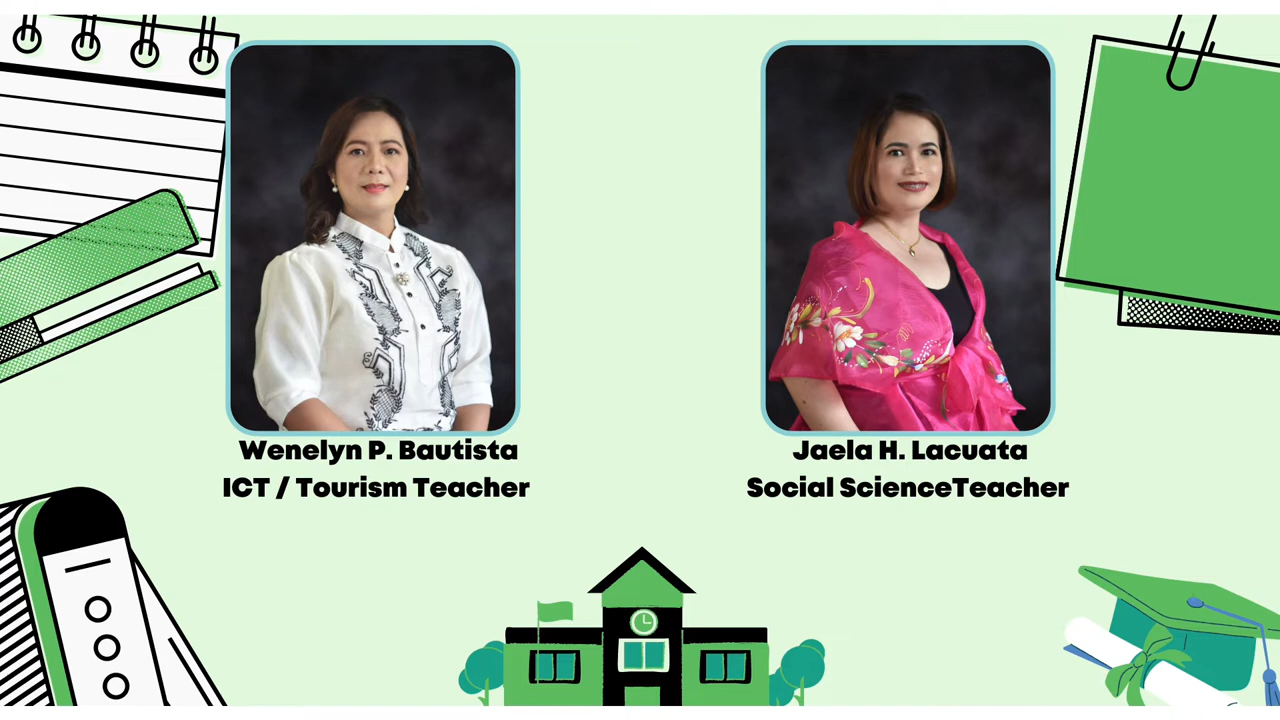 Wenelyn P. Bautista
ICT / Tourism Teacher
Jaela H. Lacuata
Social ScienceTeacher